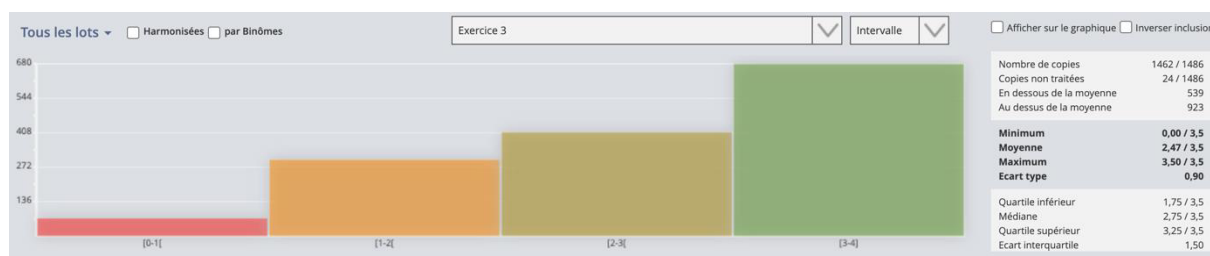 Tous les lots Harmonisées par Binômes Exercice 3 Intervalle Afficher sur le graphique Inverser inclusion
680
544
408
272
136
[0-1[ [1-2[ [2-3[ [3-4]
Nombre de copies 1462 / 1486
Copies non traitées 24 / 1486
En dessous de la moyenne 539
Au dessus de la moyenne 923
Minimum 0,00 / 3,5
Moyenne 2,47 / 3,5
Maximum 3,50 / 3,5
Ecart type 0,90
Quartile inférieur 1,75 / 3,5
Médiane 2,75 / 3,5
Quartile supérieur 3,25 / 3,5
Ecart interquartile 1,50